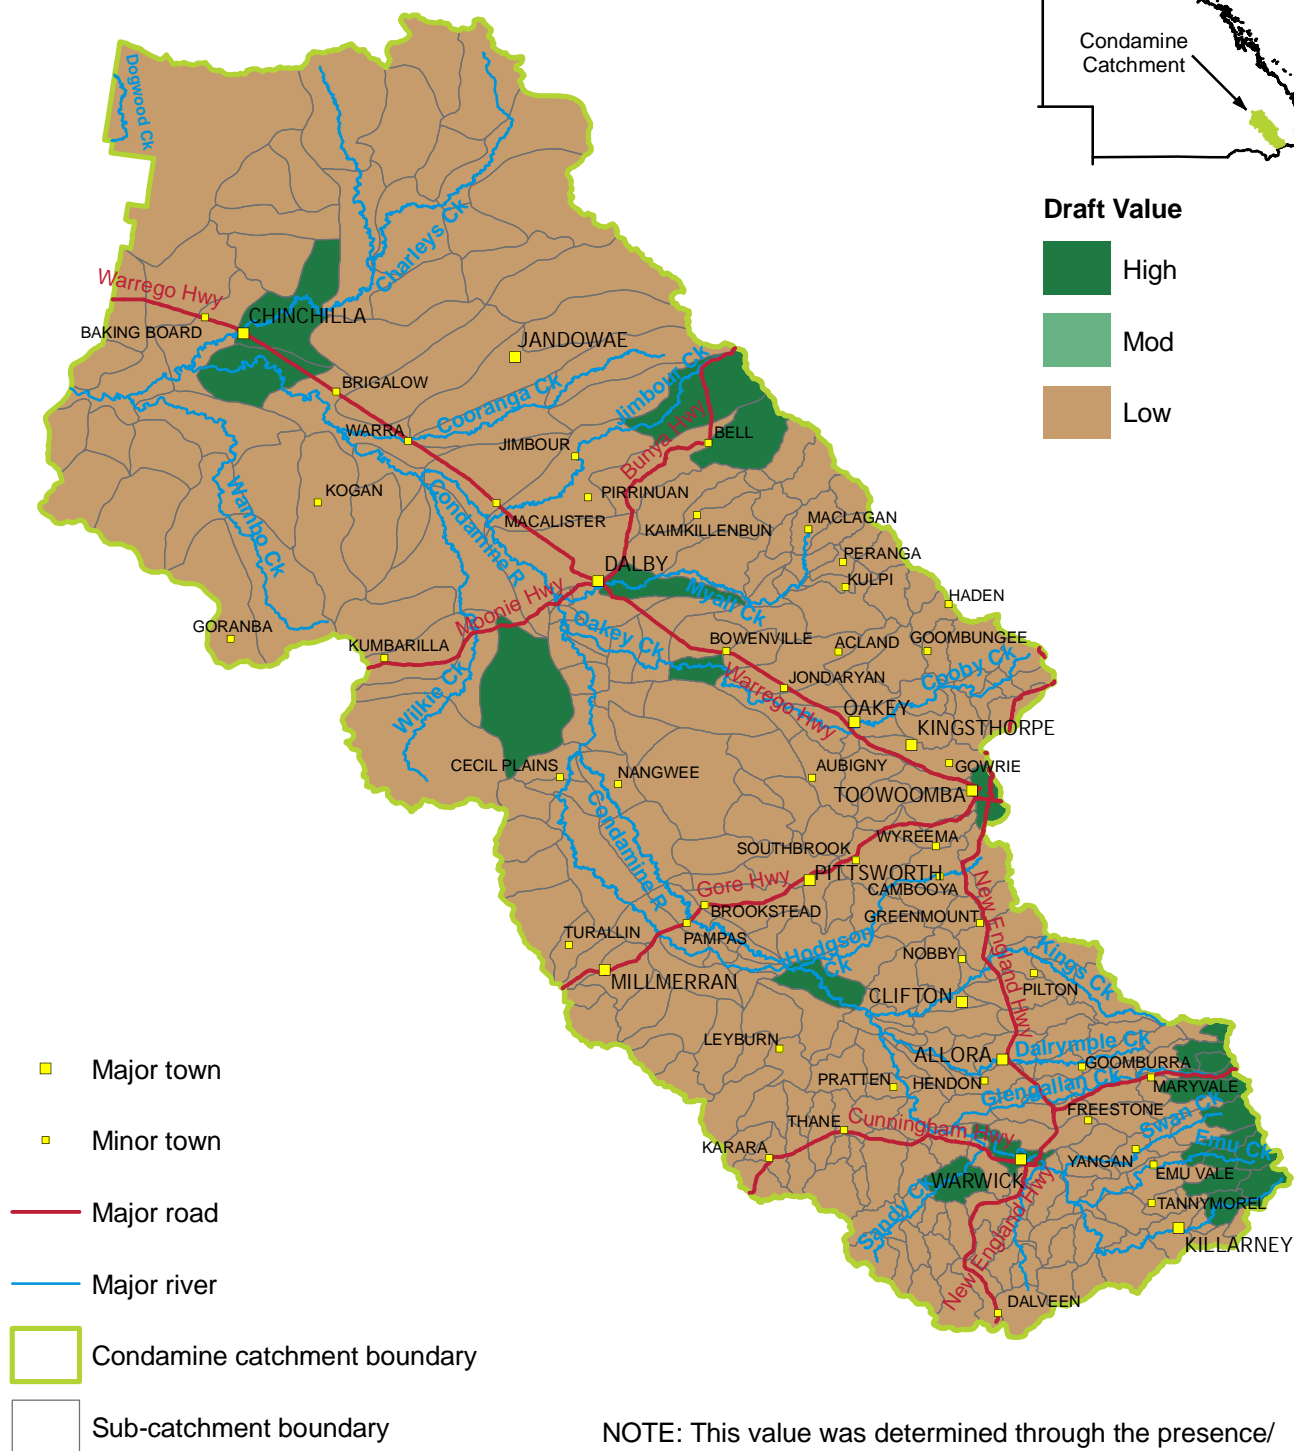 Condamine
Catchment
Draft Value
High
Mod
Low
Dogwood Ck
Charleys Ck
Warrego Hwy
CHINCHILLA
BAKING BOARD
JANDOWAE
Jimbour Ck
BRIGALOW
Cooranga Ck
WARRA
JIMBOUR
Bunya Hwy
BELL
KOGAN
Wambo Ck
Condamine R
PIRRINUAN
MACALISTER
KAIMKILLENBUN
MACLAGAN
PERANGA
DALBY
KULPI
Myall Ck
HADEN
Moonie Hwy
GORANBA
KUMBARILLA
Oakey Ck
BOWENVILLE
ACLAND
GOOMBUNGEE
Cooby Ck
Wilkie Ck
Warrego Hwy
JONDARYAN
OAKEY
KINGSTHORPE
CECIL PLAINS
NANGWEE
AUBIGNY
GOWRIE
TOOWOOMBA
Condamine R
WYREEMA
SOUTHBROOK
PITTSWORTH
Gore Hwy
CAMBOOYA
BROOKSTEAD
GREENMOUNT
New England Hwy
TURALLIN
PAMPAS
Hodgson
Ck
NOBBY
Kings Ck
PILTON
MILLMERRAN
CLIFTON
LEYBURN
ALLORA
Dalrymple Ck
GOOMBURRA
PRATTEN
HENDON
Glengallan Ck
MARYVALE
THANE
Cunningham Hwy
FREESTONE
Swan Ck
KARARA
Emu Ck
YANGAN
EMU VALE
WARWICK
TANNYMOREL
Sandy Ck
New England Hwy
KILLARNEY
DALVEEN
Major town
Minor town
Major road
Major river
Condamine catchment boundary
Sub-catchment boundary
NOTE: This value was determined through the presence/